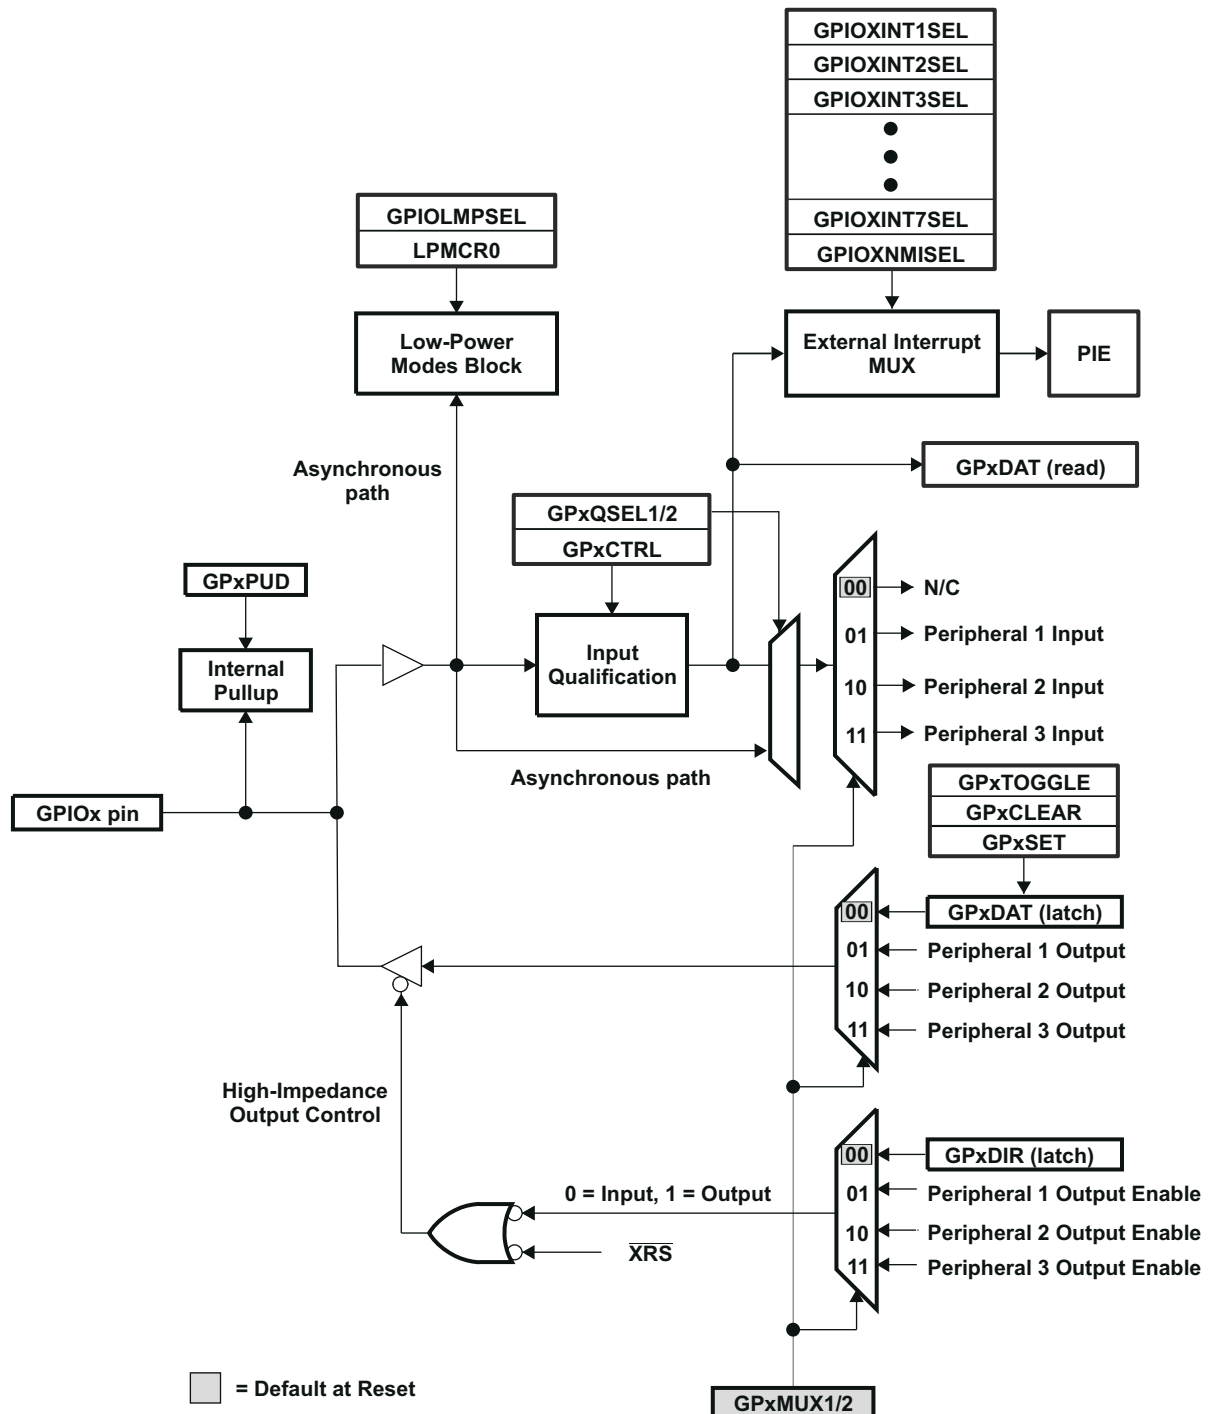 GPIOXINT1SEL
GPIOXINT2SEL
GPIOXINT3SEL
GPIOXINT7SEL
GPIOXNMISEL
GPIOLMPSEL
LPMCR0
Low-Power
Modes Block
External Interrupt
MUX
PIE
Asynchronous
path
GPxDAT (read)
GPxQSEL1/2
GPxCTRL
GPxPUD
Internal
Pullup
Input
Qualification
00
N/C
01
Peripheral 1 Input
10
Peripheral 2 Input
11
Peripheral 3 Input
Asynchronous path
GPIOx pin
GPxTOGGLE
GPxCLEAR
GPxSET
00
GPxDAT (latch)
01
Peripheral 1 Output
10
Peripheral 2 Output
11
Peripheral 3 Output
High-Impedance
Output Control
00
GPxDIR (latch)
0 = Input, 1 = Output
01
Peripheral 1 Output Enable
10
Peripheral 2 Output Enable
11
Peripheral 3 Output Enable
XRS
= Default at Reset
GPxMUX1/2